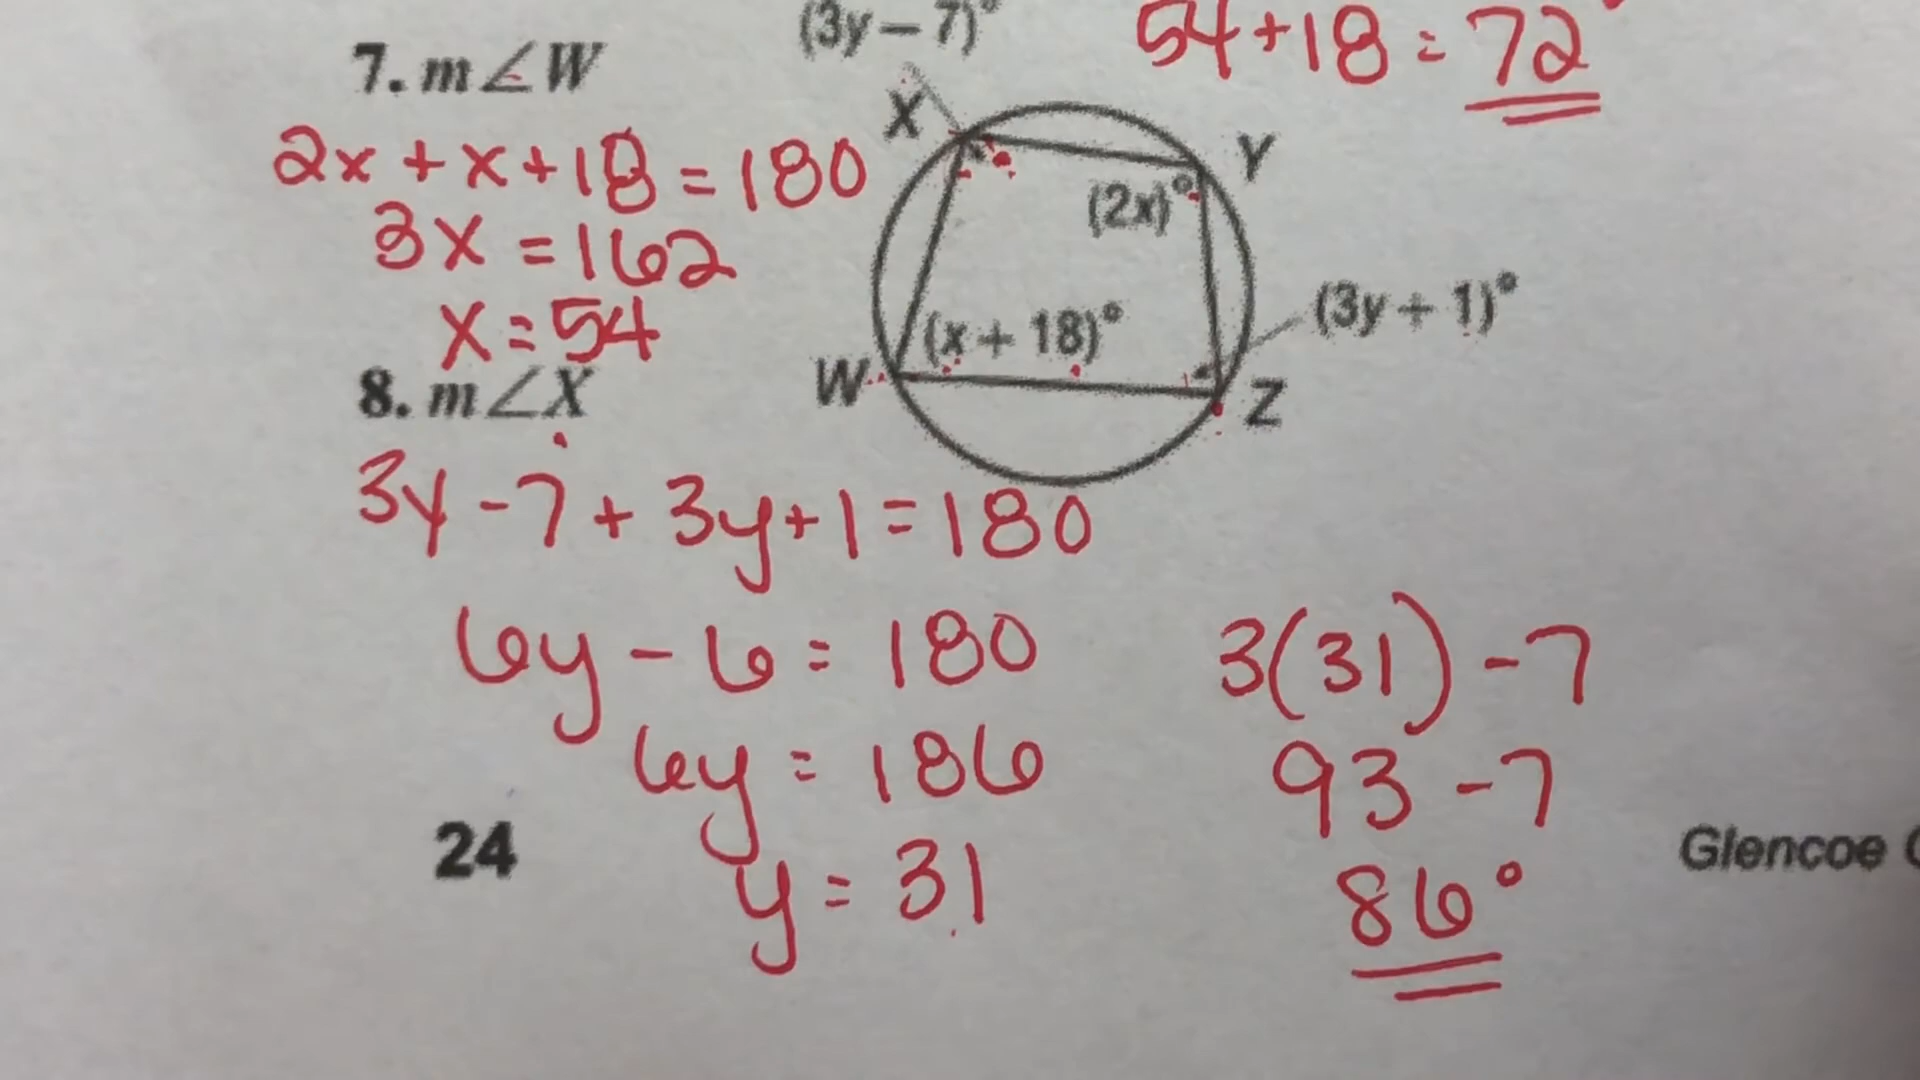 (3y – 7)°
54+18 = 72°
7. m∠W
X
Y
2x + x + 18 = 180
(2x)°
3x = 162
(3y + 1)°
x = 54
(x + 18)°
W
Z
8. m∠X
3y - 7 + 3y + 1 = 180
6y - 6 = 180
3(31) - 7
6y = 186
93 - 7
24
Glencoe
y = 31
86°